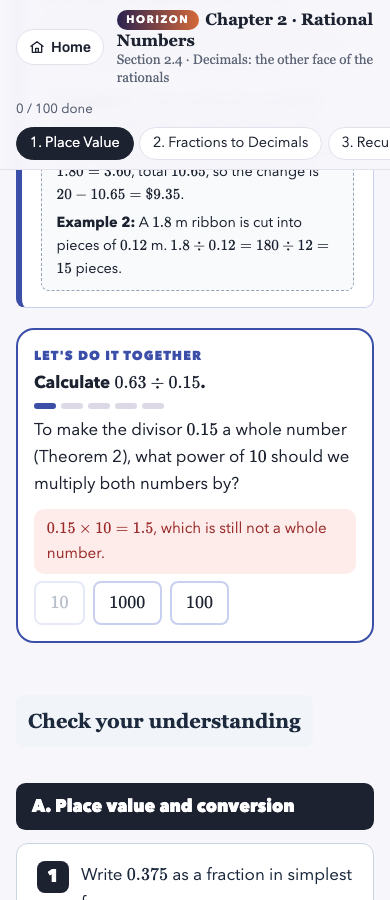 Home
HORIZON Chapter 2 · Rational
Numbers
Section 2.4 · Decimals: the other face of the
rationals
0 / 100 done
1. Place Value
2. Fractions to Decimals
3. Recu
1.80 = 3.60, total 10.65, so the change is
20 − 10.65 = $9.35.
Example 2: A 1.8 m ribbon is cut into
pieces of 0.12 m. 1.8 ÷ 0.12 = 180 ÷ 12 =
15 pieces.
LET'S DO IT TOGETHER
Calculate 0.63 ÷ 0.15.
To make the divisor 0.15 a whole number
(Theorem 2), what power of 10 should we
multiply both numbers by?
0.15 × 10 = 1.5, which is still not a whole
number.
10
1000
100
Check your understanding
A. Place value and conversion
1 Write 0.375 as a fraction in simplest